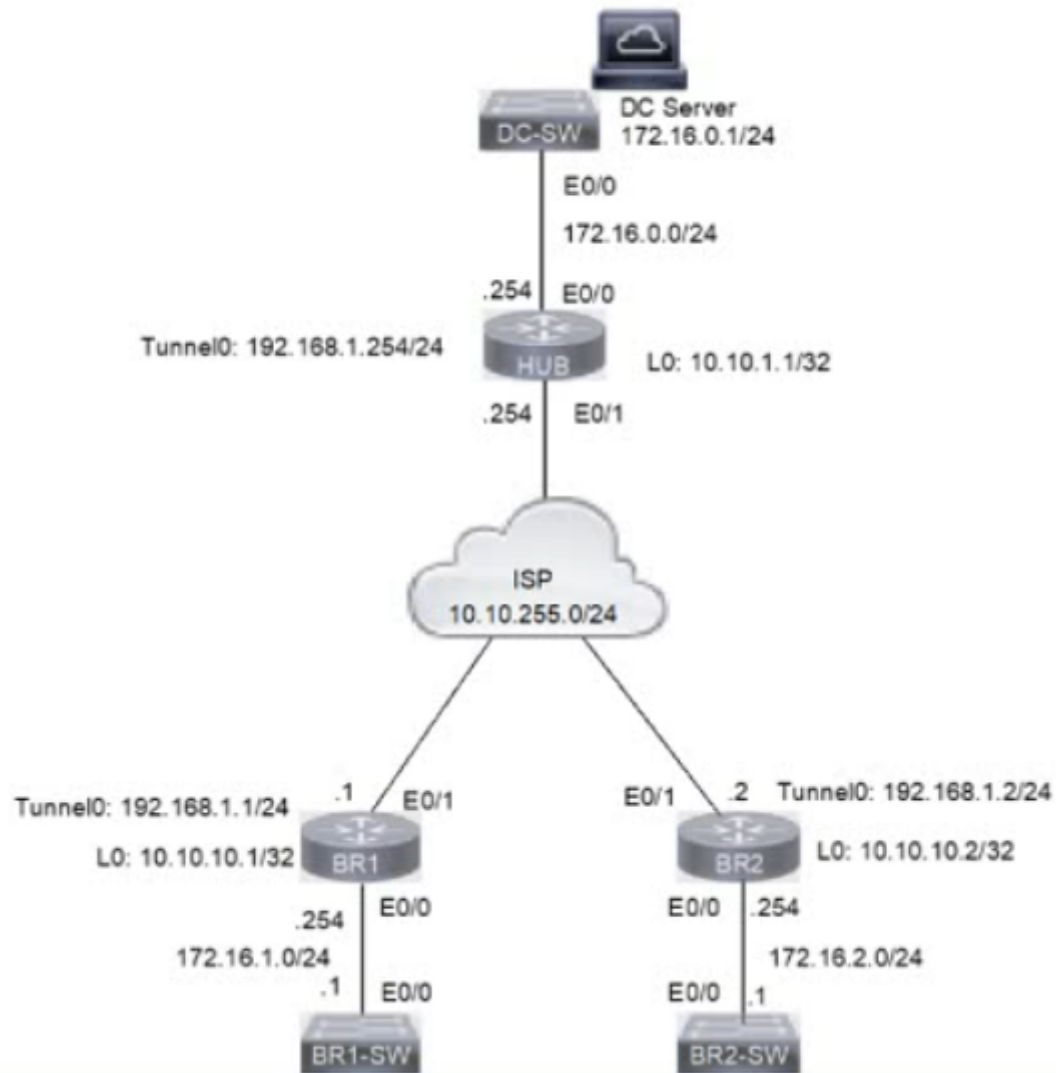 DC Server
DC-SW
172.16.0.1/24
E0/0
172.16.0.0/24
.254
E0/0
Tunnel0: 192.168.1.254/24
HUB
L0: 10.10.1.1/32
.254
E0/1
ISP
10.10.255.0/24
Tunnel0: 192.168.1.1/24
.1
E0/1
E0/1
.2
Tunnel0: 192.168.1.2/24
L0: 10.10.10.1/32
BR1
BR2
L0: 10.10.10.2/32
.254
E0/0
E0/0
.254
172.16.1.0/24
172.16.2.0/24
.1
E0/0
E0/0
.1
BR1-SW
BR2-SW